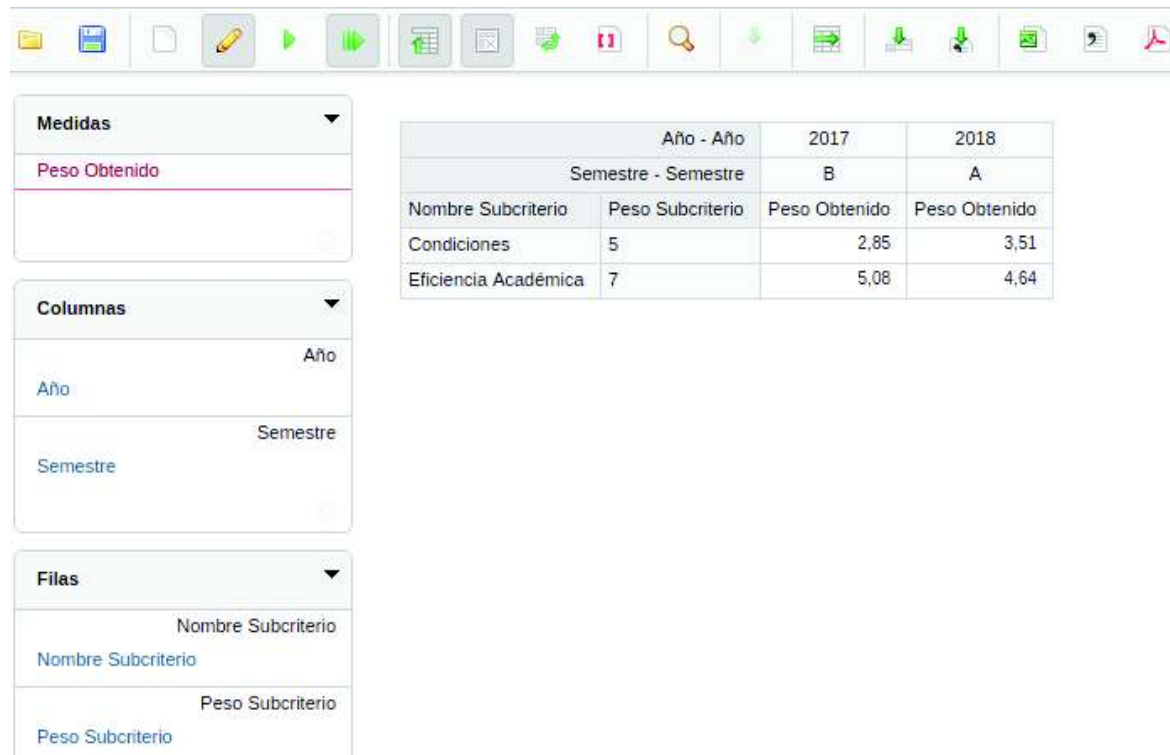 Medidas
Peso Obtenido
Columnas
Año
Año
Semestre
Semestre
Filas
Nombre Subcriterio
Nombre Subcriterio
Peso Subcriterio
Peso Subcriterio
Año - Año 2017 2018
Semestre - Semestre B A
Nombre Subcriterio Peso Subcriterio Peso Obtenido Peso Obtenido
Condiciones 5 2,85 3,51
Eficiencia Académica 7 5,08 4,64